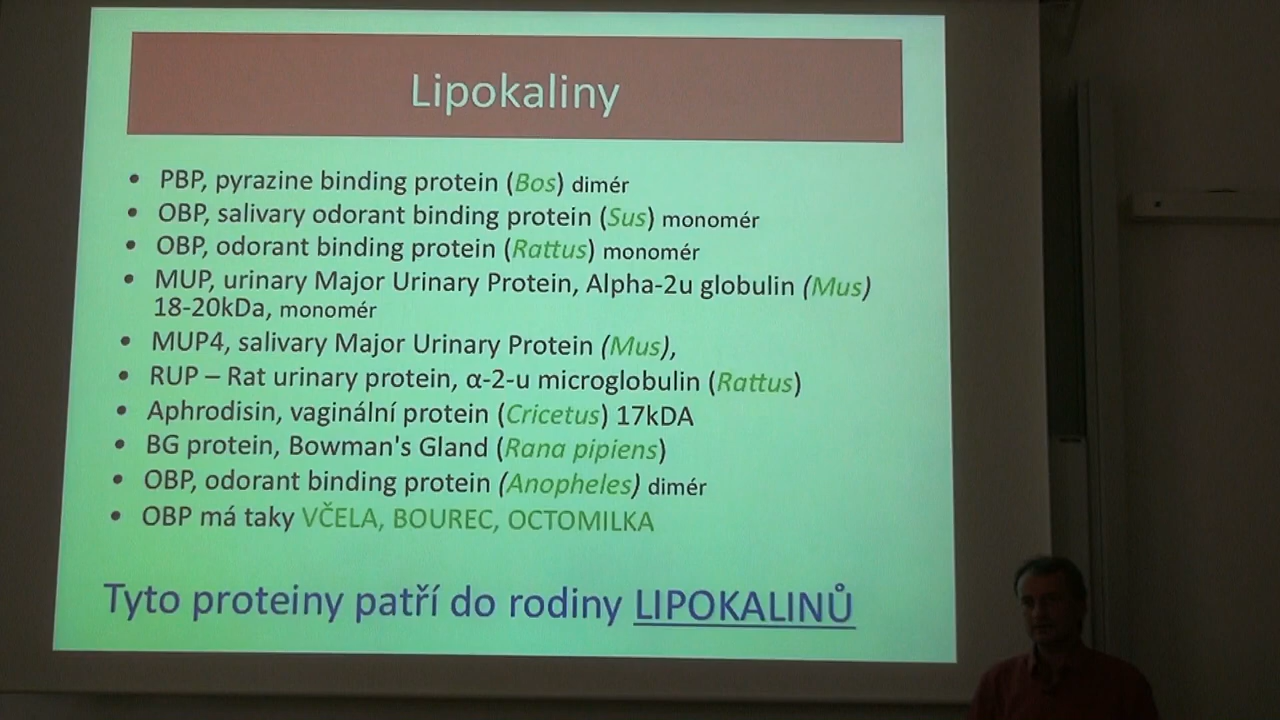 Lipokaliny
• PBP, pyrazine binding protein (Bos) dimér
• OBP, salivary odorant binding protein (Sus) monomér
• OBP, odorant binding protein (Rattus) monomér
• MUP, urinary Major Urinary Protein, Alpha-2u globulin (Mus)
18-20kDa, monomér
• MUP4, salivary Major Urinary Protein (Mus),
• RUP – Rat urinary protein, α-2-u microglobulin (Rattus)
• Aphrodisin, vaginální protein (Cricetus) 17kDA
• BG protein, Bowman's Gland (Rana pipiens)
• OBP, odorant binding protein (Anopheles) dimér
• OBP má taky VČELA, BOUREC, OCTOMILKA
Tyto proteiny patří do rodiny LIPOKALINŮ